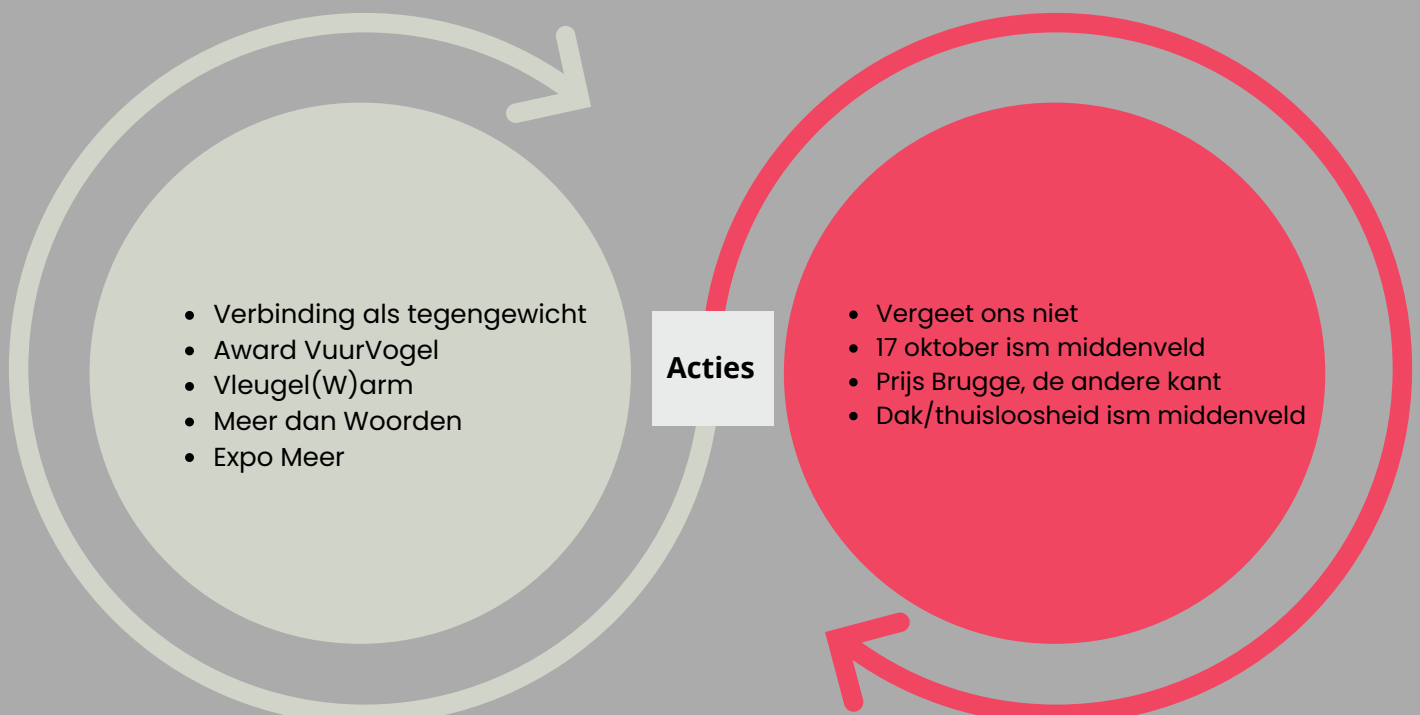 Verbinding als tegengewicht
Award VuurVogel
Vleugel(W)arm
Meer dan Woorden
Expo Meer
Acties
Vergeet ons niet
17 oktober ism middenveld
Prijs Brugge, de andere kant
Dak/thuisloosheid ism middenveld